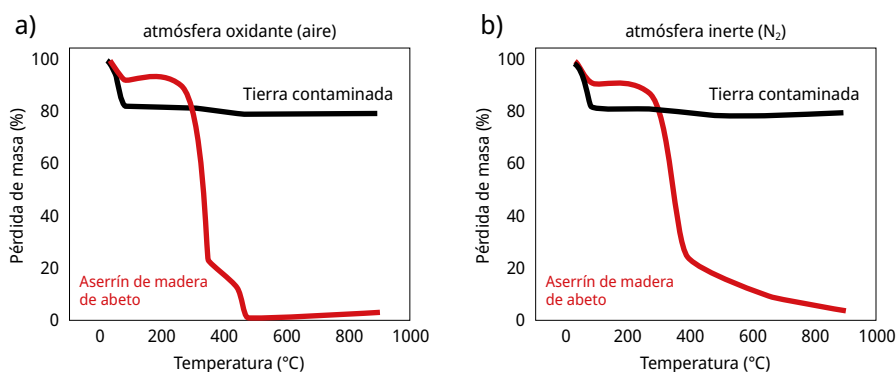 a)
atmósfera oxidante (aire)
100
80
60
40
20
0
Pérdida de masa (%)
Tierra contaminada
Aserrín de madera
de abeto
0 200 400 600 800 1000
Temperatura (°C)
b)
atmósfera inerte (N₂)
100
80
60
40
20
0
Pérdida de masa (%)
Tierra contaminada
Aserrín de madera
de abeto
0 200 400 600 800 1000
Temperatura (°C)